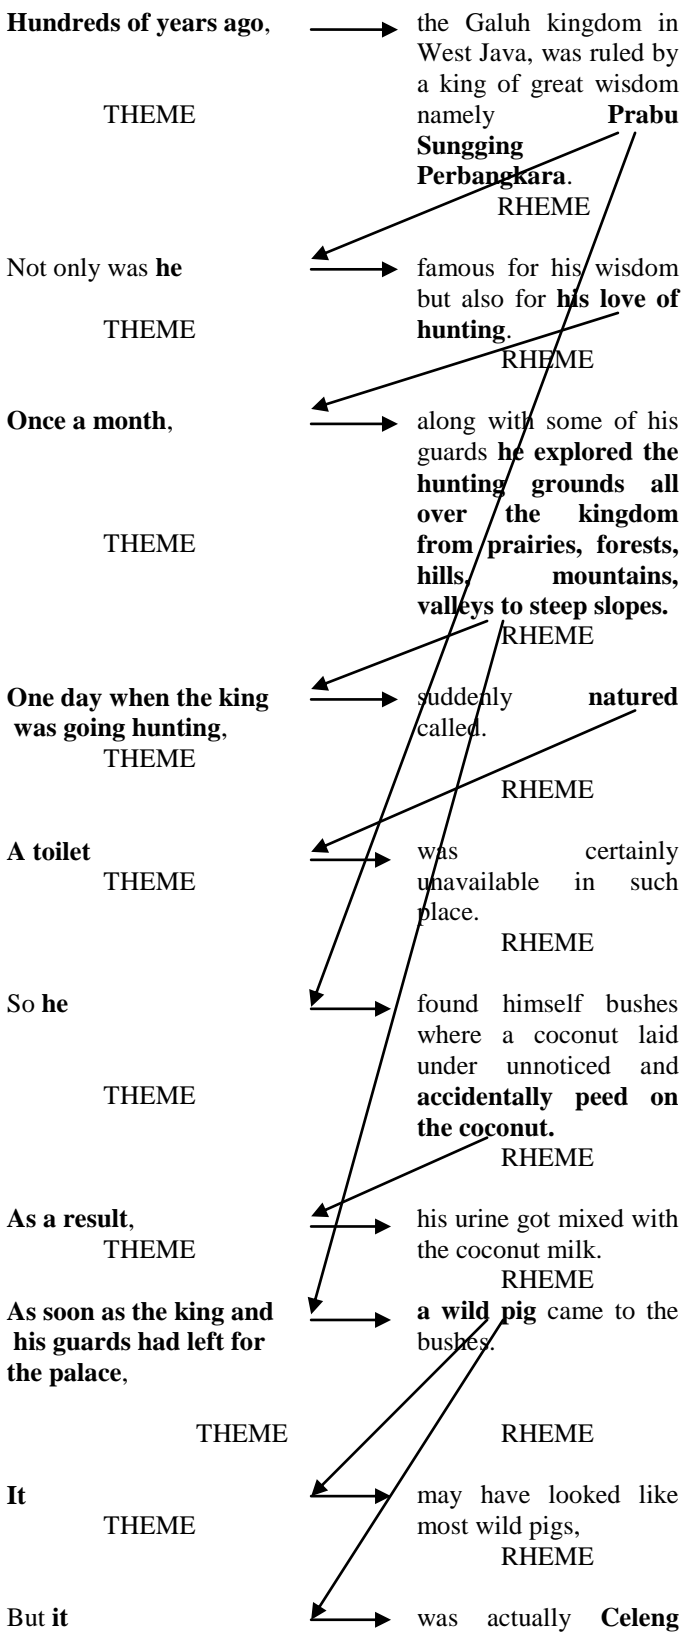 Hundreds of years ago,
the Galuh kingdom in
West Java, was ruled by
a king of great wisdom
THEME
namely Prabu
Sungging
Perbangkara.
RHEME
Not only was he
famous for his wisdom
but also for his love of
THEME
hunting.
RHEME
Once a month,
along with some of his
guards he explored the
hunting grounds all
over the kingdom
THEME
from prairies, forests,
hills, mountains,
valleys to steep slopes.
RHEME
One day when the king
was going hunting,
THEME
suddenly natured
called.
RHEME
A toilet
THEME
was certainly
unavailable in such
place.
RHEME
So he
found himself bushes
where a coconut laid
under unnoticed and
THEME
accidentally peed on
the coconut.
RHEME
As a result,
THEME
his urine got mixed with
the coconut milk.
RHEME
As soon as the king and
his guards had left for
the palace,
a wild pig came to the
bushes.
THEME
RHEME
It
THEME
may have looked like
most wild pigs,
RHEME
But it
was actually Celeng